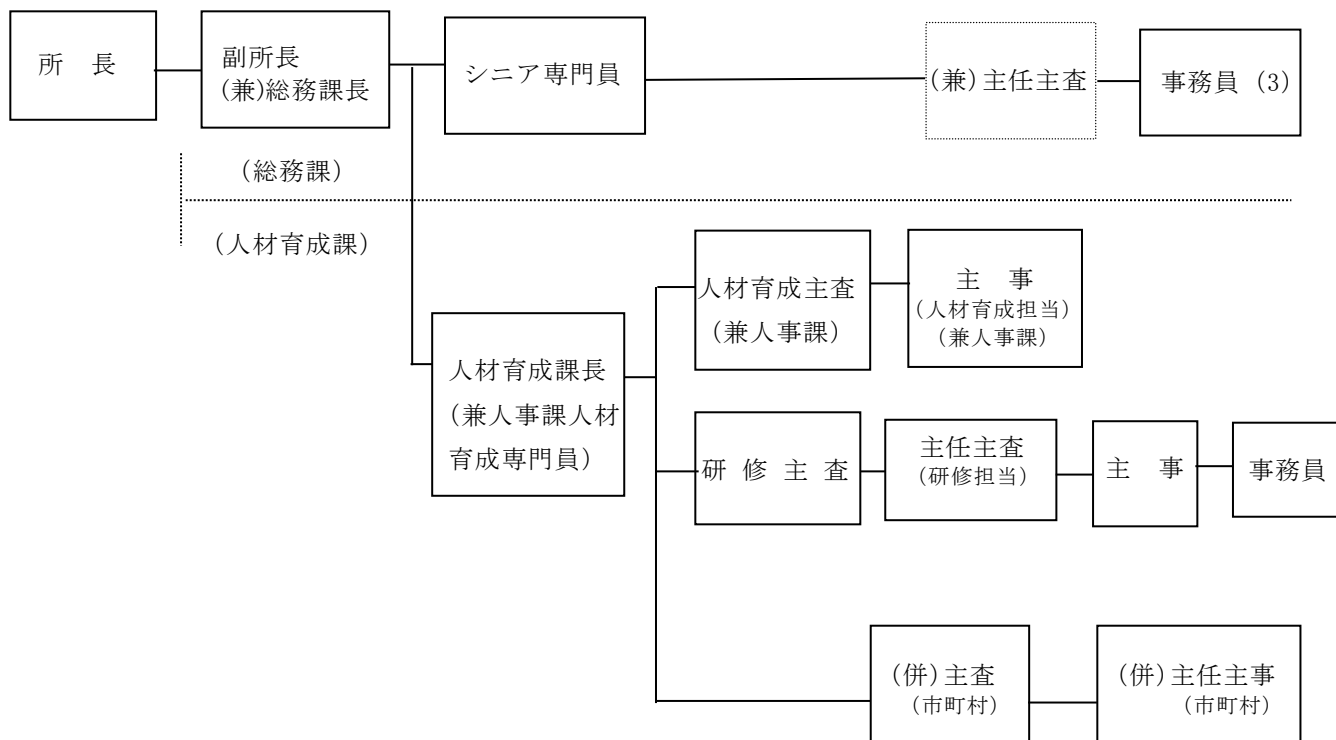 所　長
副所長
(兼)総務課長
シニア専門員
(兼)主任主査
事務員 (3)
(総務課)
(人材育成課)
人材育成課長
(兼人事課人材
育成専門員)
人材育成主査
(兼人事課)
主　事
(人材育成担当)
(兼人事課)
研 修 主 査
主任主査
(研修担当)
主　事
事務員
(併)主査
(市町村)
(併)主任主事
(市町村)